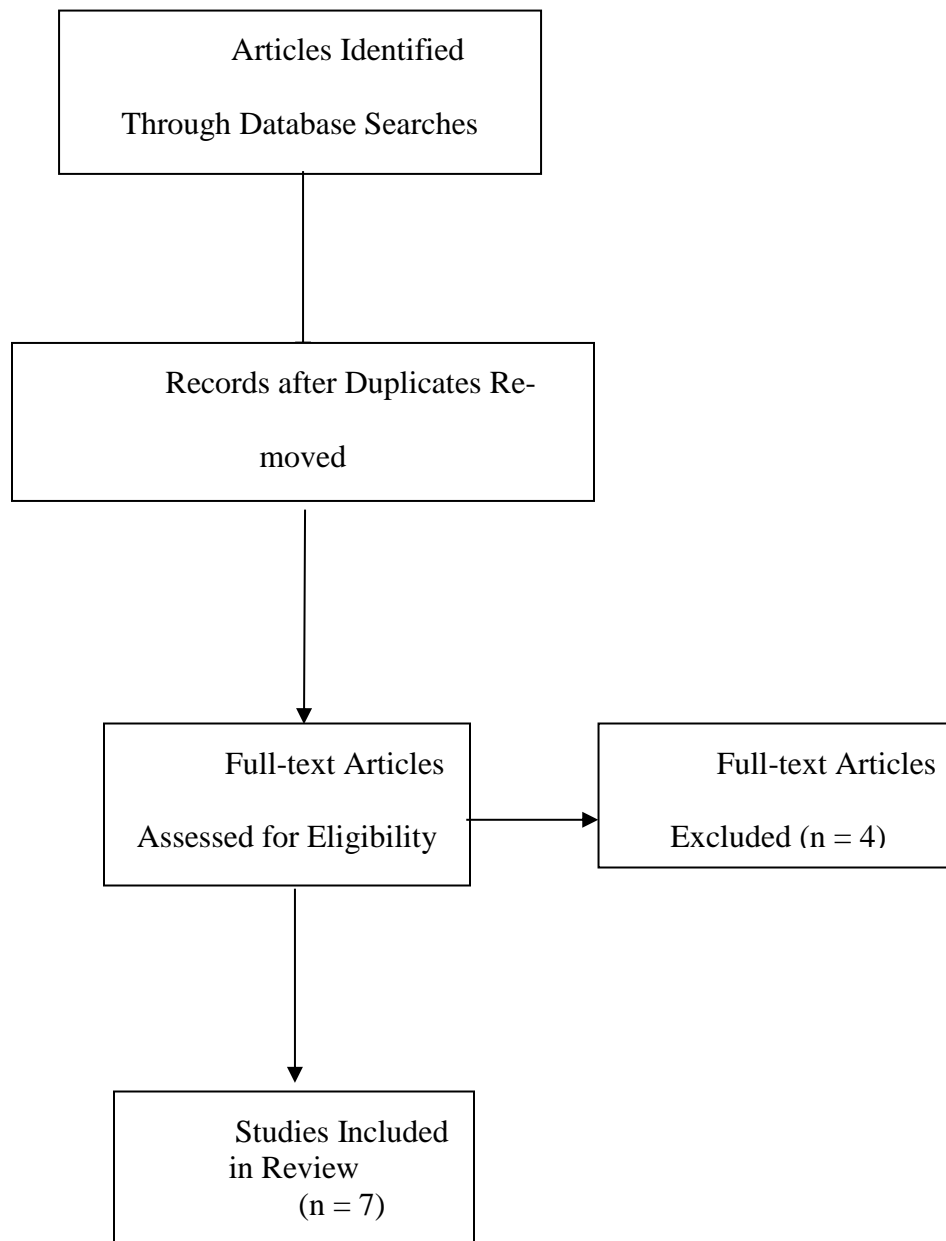 Articles Identified
Through Database Searches
Records after Duplicates Re-
moved
Full-text Articles
Assessed for Eligibility
Full-text Articles
Excluded (n = 4)
Studies Included
in Review
(n = 7)